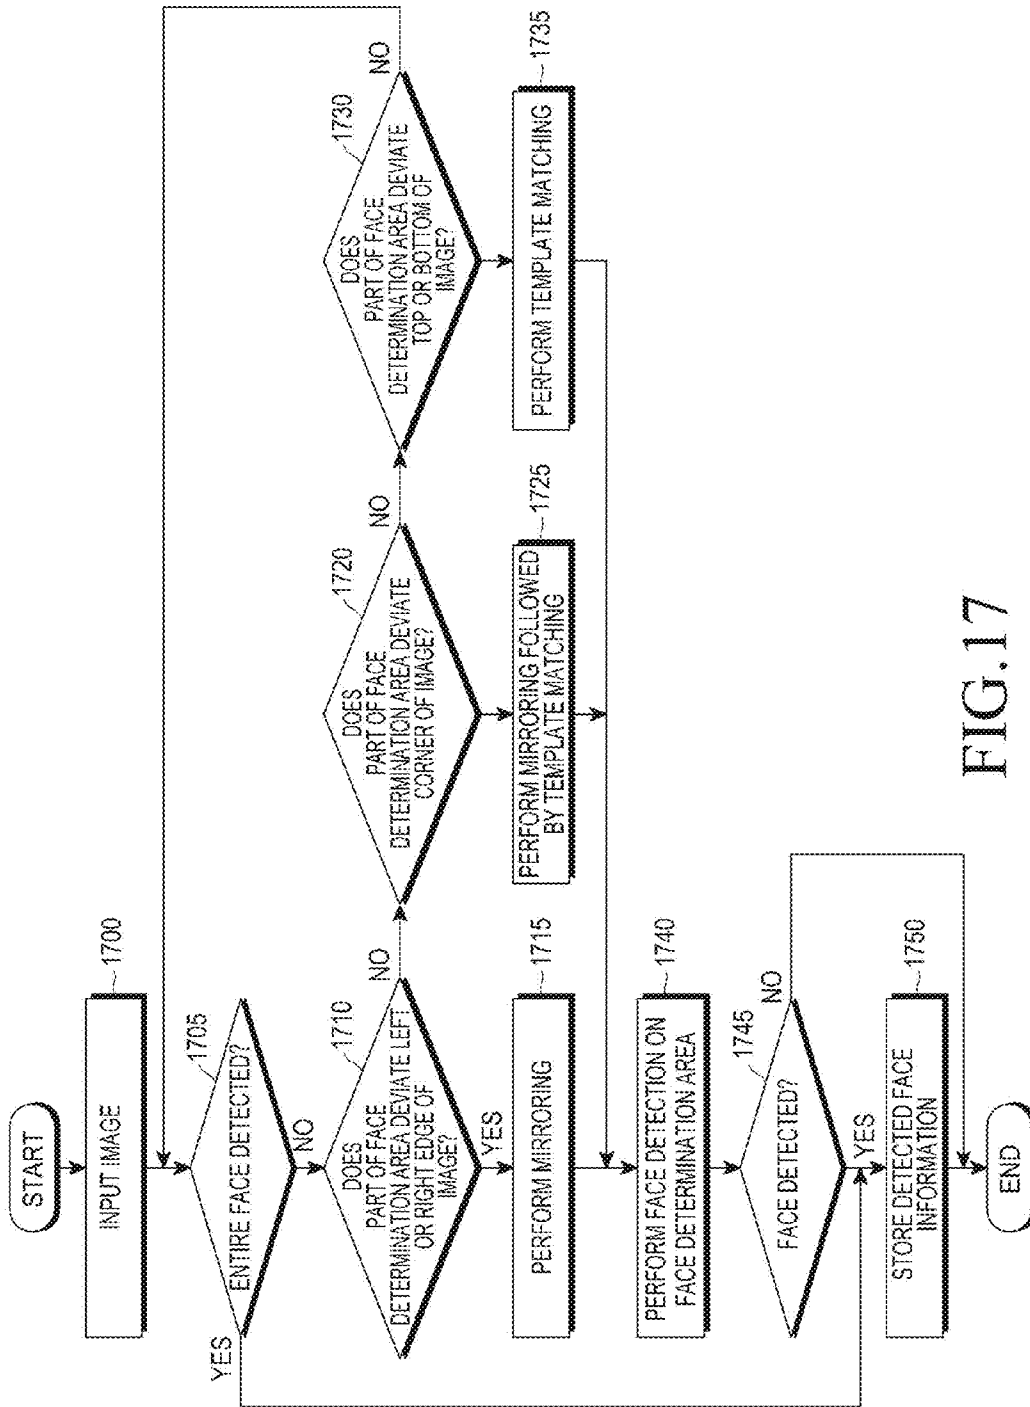 START
INPUT IMAGE
1700
ENTIRE FACE DETECTED?
1705
YES
NO
DOES
PART OF FACE
DETERMINATION AREA DEVIATE LEFT
OR RIGHT EDGE OF
IMAGE?
1710
NO
YES
PERFORM MIRRORING
1715
DOES
PART OF FACE
DETERMINATION AREA DEVIATE
CORNER OF IMAGE?
1720
NO
PERFORM MIRRORING FOLLOWED
BY TEMPLATE MATCHING
1725
DOES
PART OF FACE
DETERMINATION AREA DEVIATE
TOP OR BOTTOM OF
IMAGE?
1730
NO
PERFORM TEMPLATE MATCHING
1735
PERFORM FACE DETECTION ON
FACE DETERMINATION AREA
1740
FACE DETECTED?
1745
NO
YES
STORE DETECTED FACE
INFORMATION
1750
END
FIG.17